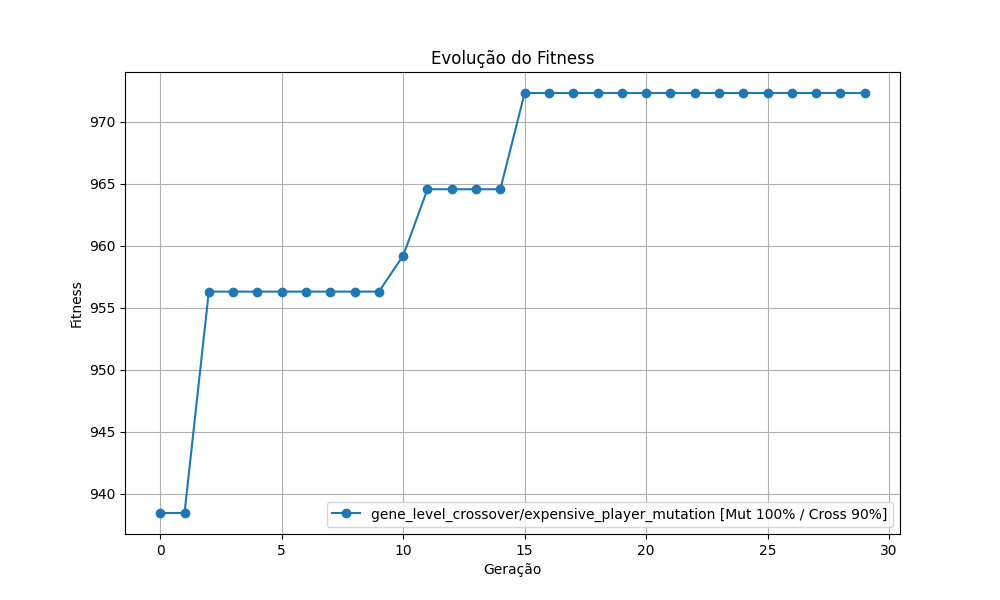 Evolução do Fitness
Fitness
970
965
960
955
950
945
940
gene_level_crossover/expensive_player_mutation [Mut 100% / Cross 90%]
0 5 10 15 20 25 30
Geração